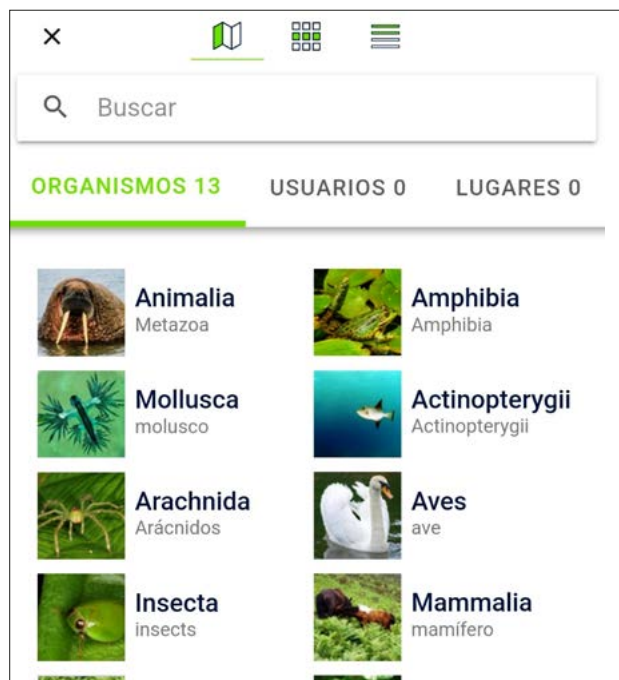 Buscar
ORGANISMOS 13 USUARIOS 0 LUGARES 0
Animalia
Metazoa
Amphibia
Amphibia
Mollusca
molusco
Actinopterygii
Actinopterygii
Arachnida
Arácnidos
Aves
ave
Insecta
insects
Mammalia
mamífero